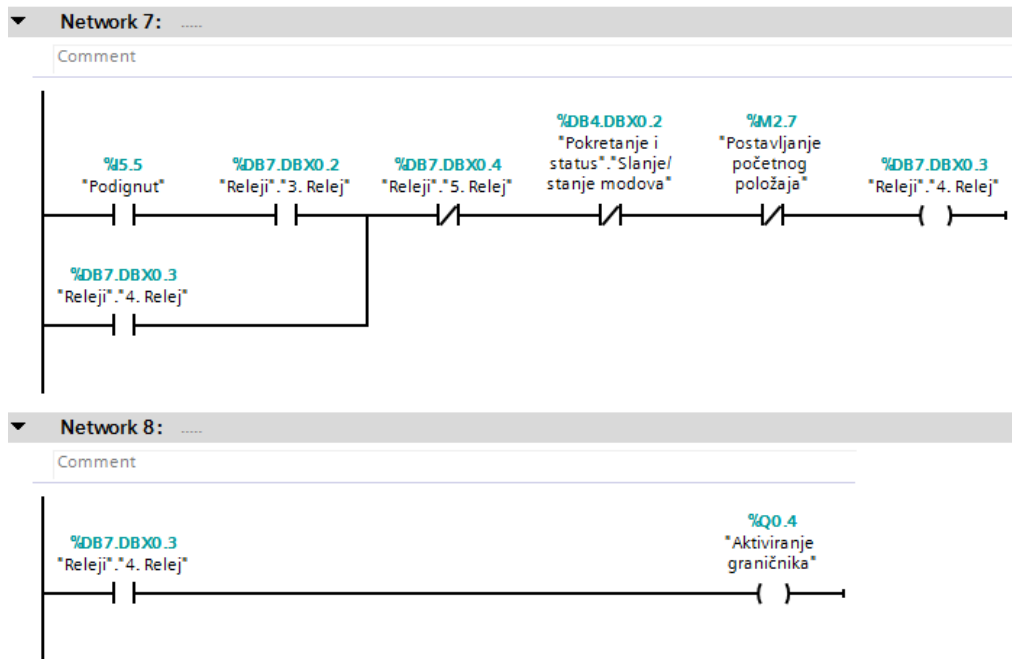 Network 7: .....
Comment
%DB4.DBX0.2 %M2.7
"Pokretanje i "Postavljanje
%I5.5 %DB7.DBX0.2 %DB7.DBX0.4 status"."Slanje/ početnog %DB7.DBX0.3
"Podignut" "Releji"."3. Relej" "Releji"."5. Relej" stanje modova" položaja" "Releji"."4. Relej"
%DB7.DBX0.3
"Releji"."4. Relej"
Network 8: .....
Comment
%Q0.4
%DB7.DBX0.3 "Aktiviranje
"Releji"."4. Relej" graničnika"